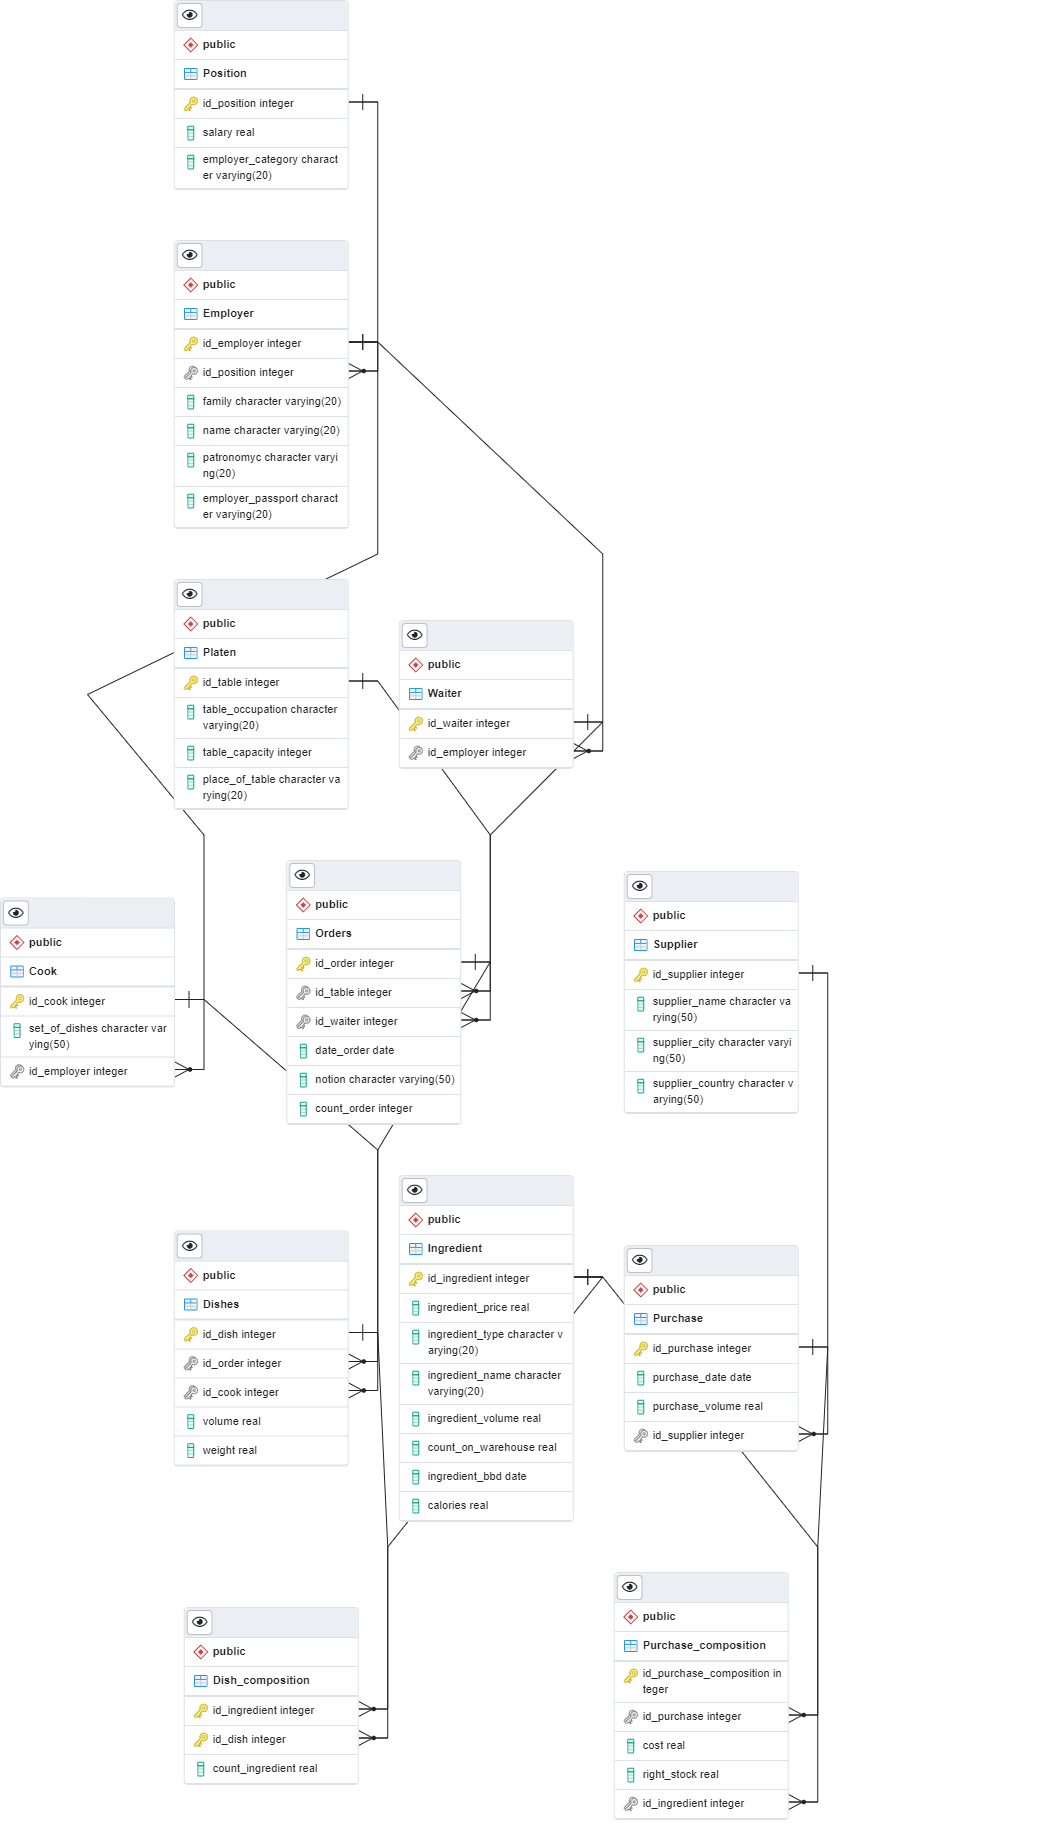 public
Position
id_position integer
salary real
employer_category charact
er varying(20)
public
Employer
id_employer integer
id_position integer
family character varying(20)
name character varying(20)
patronomyc character varyi
ng(20)
employer_passport charact
er varying(20)
public
Platen
id_table integer
table_occupation character
varying(20)
table_capacity integer
place_of_table character va
rying(20)
public
Waiter
id_waiter integer
id_employer integer
public
Cook
id_cook integer
set_of_dishes character var
ying(50)
id_employer integer
public
Orders
id_order integer
id_table integer
id_waiter integer
date_order date
notion character varying(50)
count_order integer
public
Supplier
id_supplier integer
supplier_name character va
rying(50)
supplier_city character varyi
ng(50)
supplier_country character v
arying(50)
public
Dishes
id_dish integer
id_order integer
id_cook integer
volume real
weight real
public
Ingredient
id_ingredient integer
ingredient_price real
ingredient_type character v
arying(20)
ingredient_name character
varying(20)
ingredient_volume real
count_on_warehouse real
ingredient_bbd date
calories real
public
Purchase
id_purchase integer
purchase_date date
purchase_volume real
id_supplier integer
public
Dish_composition
id_ingredient integer
id_dish integer
count_ingredient real
public
Purchase_composition
id_purchase_composition in
teger
id_purchase integer
cost real
right_stock real
id_ingredient integer